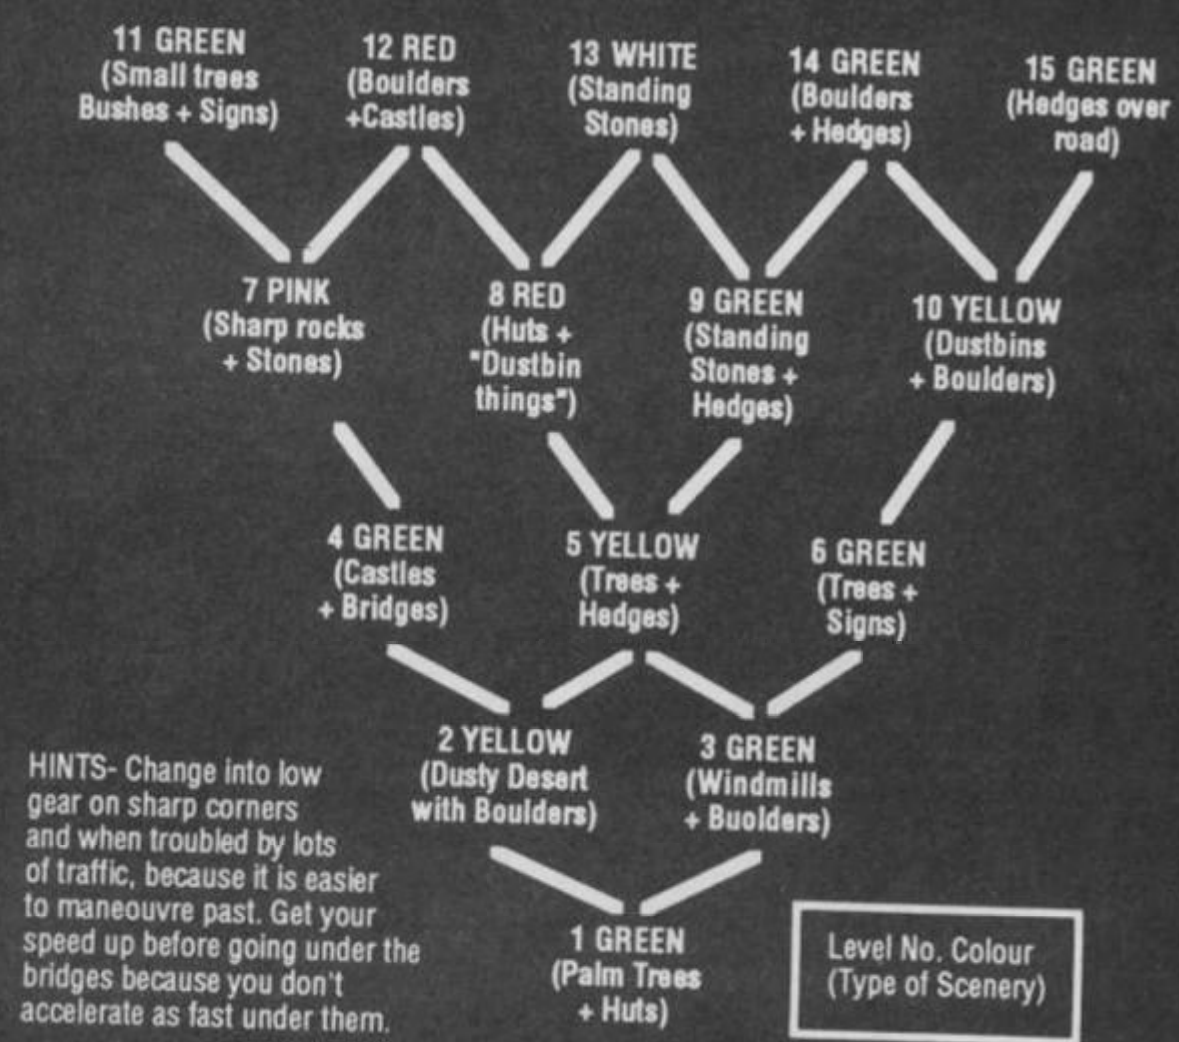 11 GREEN
(Small trees
Bushes + Signs)
12 RED
(Boulders
+Castles)
13 WHITE
(Standing
Stones)
14 GREEN
(Boulders
+ Hedges)
15 GREEN
(Hedges over
road)
7 PINK
(Sharp rocks
+ Stones)
8 RED
(Huts +
"Dustbin
things")
9 GREEN
(Standing
Stones +
Hedges)
10 YELLOW
(Dustbins
+ Boulders)
4 GREEN
(Castles
+ Bridges)
5 YELLOW
(Trees +
Hedges)
6 GREEN
(Trees +
Signs)
2 YELLOW
(Dusty Desert
with Boulders)
3 GREEN
(Windmills
+ Buolders)
HINTS- Change into low
gear on sharp corners
and when troubled by lots
of traffic, because it is easier
to maneouvre past. Get your
speed up before going under the
bridges because you don't
accelerate as fast under them.
1 GREEN
(Palm Trees
+ Huts)
Level No. Colour
(Type of Scenery)